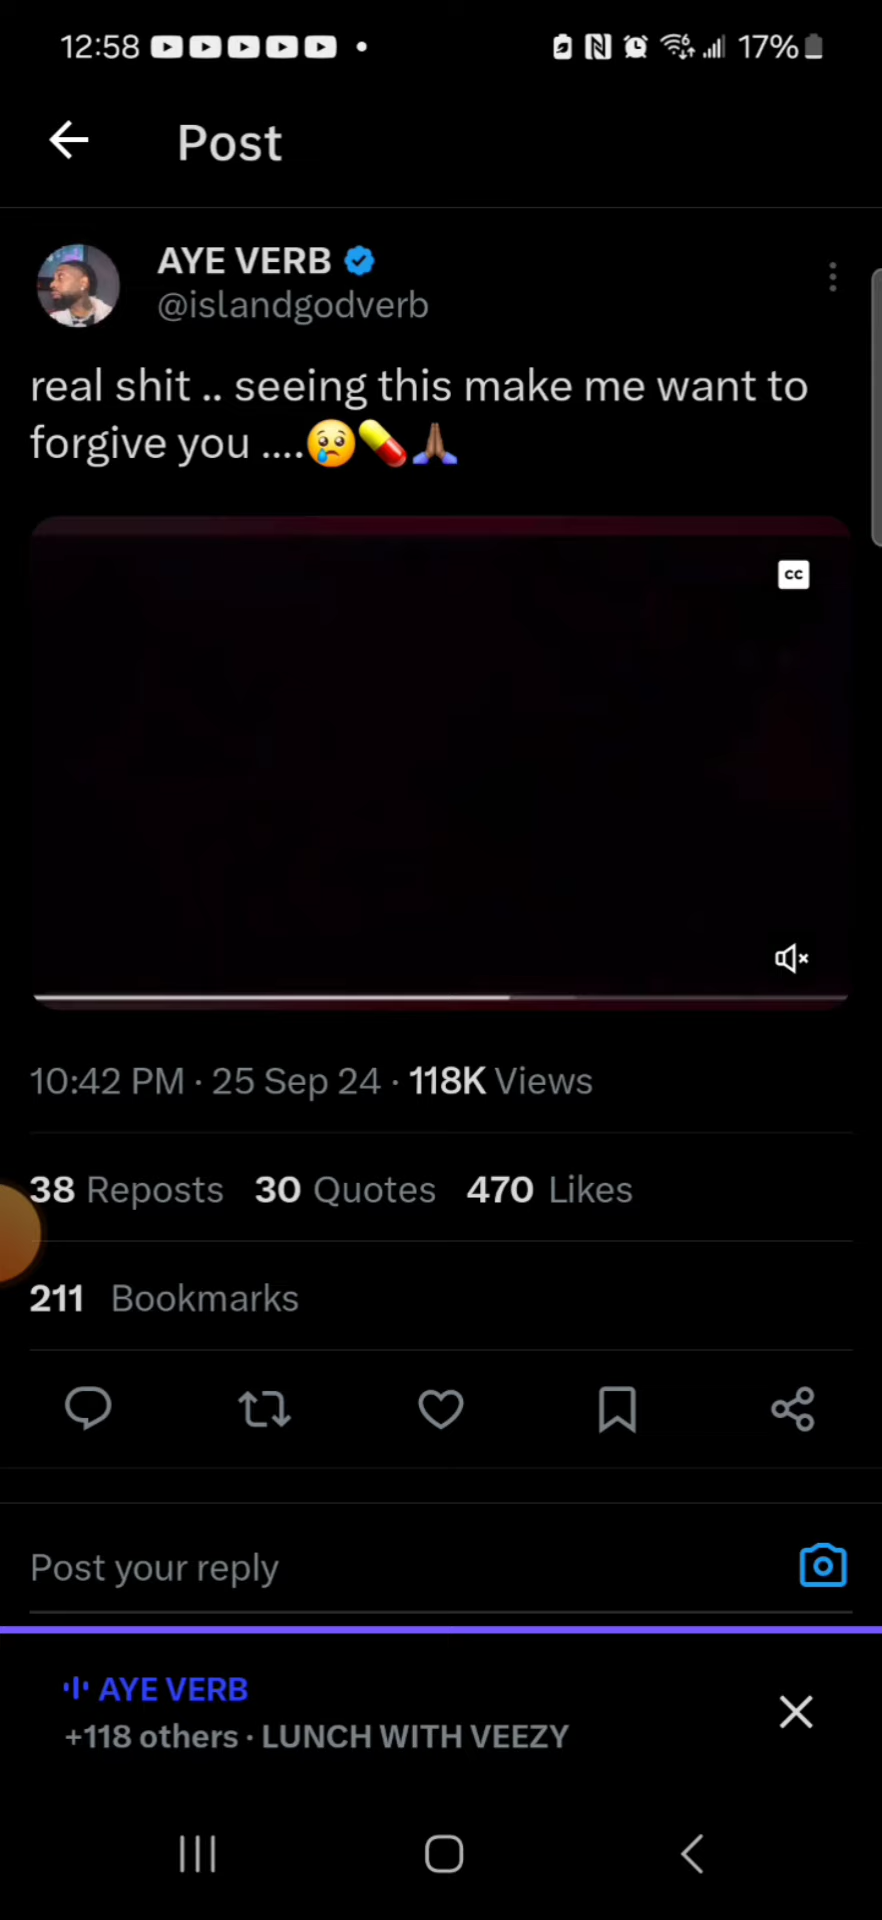 12:58 17%
Post
AYE VERB
@islandgodverb
real shit .. seeing this make me want to
forgive you ....😢💊🙏🏾
CC
10:42 PM · 25 Sep 24 · 118K Views
38 Reposts 30 Quotes 470 Likes
211 Bookmarks
Post your reply
AYE VERB
+118 others · LUNCH WITH VEEZY